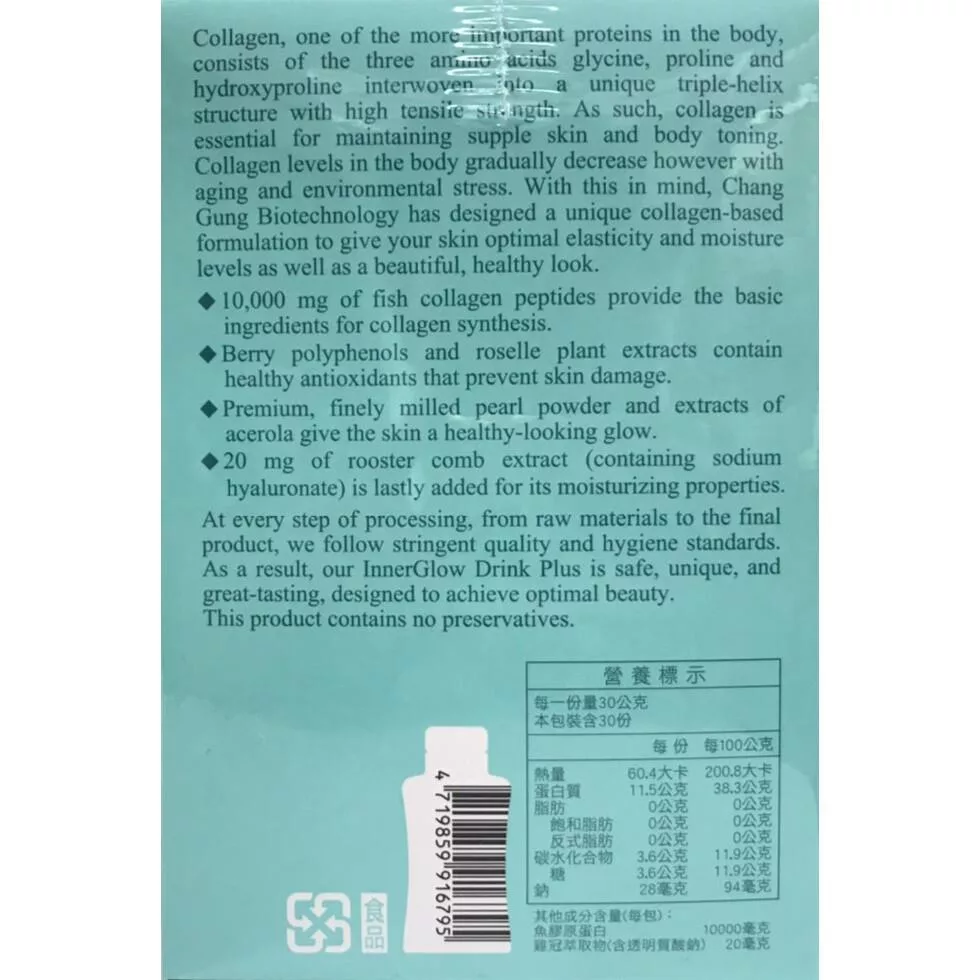 Collagen, one of the more important proteins in the body,
consists of the three amino acids glycine, proline and
hydroxyproline interwoven into a unique triple-helix
structure with high tensile strength. As such, collagen is
essential for maintaining supple skin and body toning.
Collagen levels in the body gradually decrease however with
aging and environmental stress. With this in mind, Chang
Gung Biotechnology has designed a unique collagen-based
formulation to give your skin optimal elasticity and moisture
levels as well as a beautiful, healthy look.
◆10,000 mg of fish collagen peptides provide the basic
ingredients for collagen synthesis.
◆Berry polyphenols and roselle plant extracts contain
healthy antioxidants that prevent skin damage.
◆Premium, finely milled pearl powder and extracts of
acerola give the skin a healthy-looking glow.
◆20 mg of rooster comb extract (containing sodium
hyaluronate) is lastly added for its moisturizing properties.
At every step of processing, from raw materials to the final
product, we follow stringent quality and hygiene standards.
As a result, our InnerGlow Drink Plus is safe, unique, and
great-tasting, designed to achieve optimal beauty.
This product contains no preservatives.
營養標示
每一份量30公克
本包裝含30份
每份 每100公克
熱量 60.4大卡 200.8大卡
蛋白質 11.5公克 38.3公克
脂肪 0公克 0公克
飽和脂肪 0公克 0公克
反式脂肪 0公克 0公克
碳水化合物 3.6公克 11.9公克
糖 3.6公克 11.9公克
鈉 28毫克 94毫克
其他成分含量(每包)：
魚膠原蛋白 10000毫克
雞冠萃取物(含透明質酸鈉) 20毫克
4 719859 916795
食品